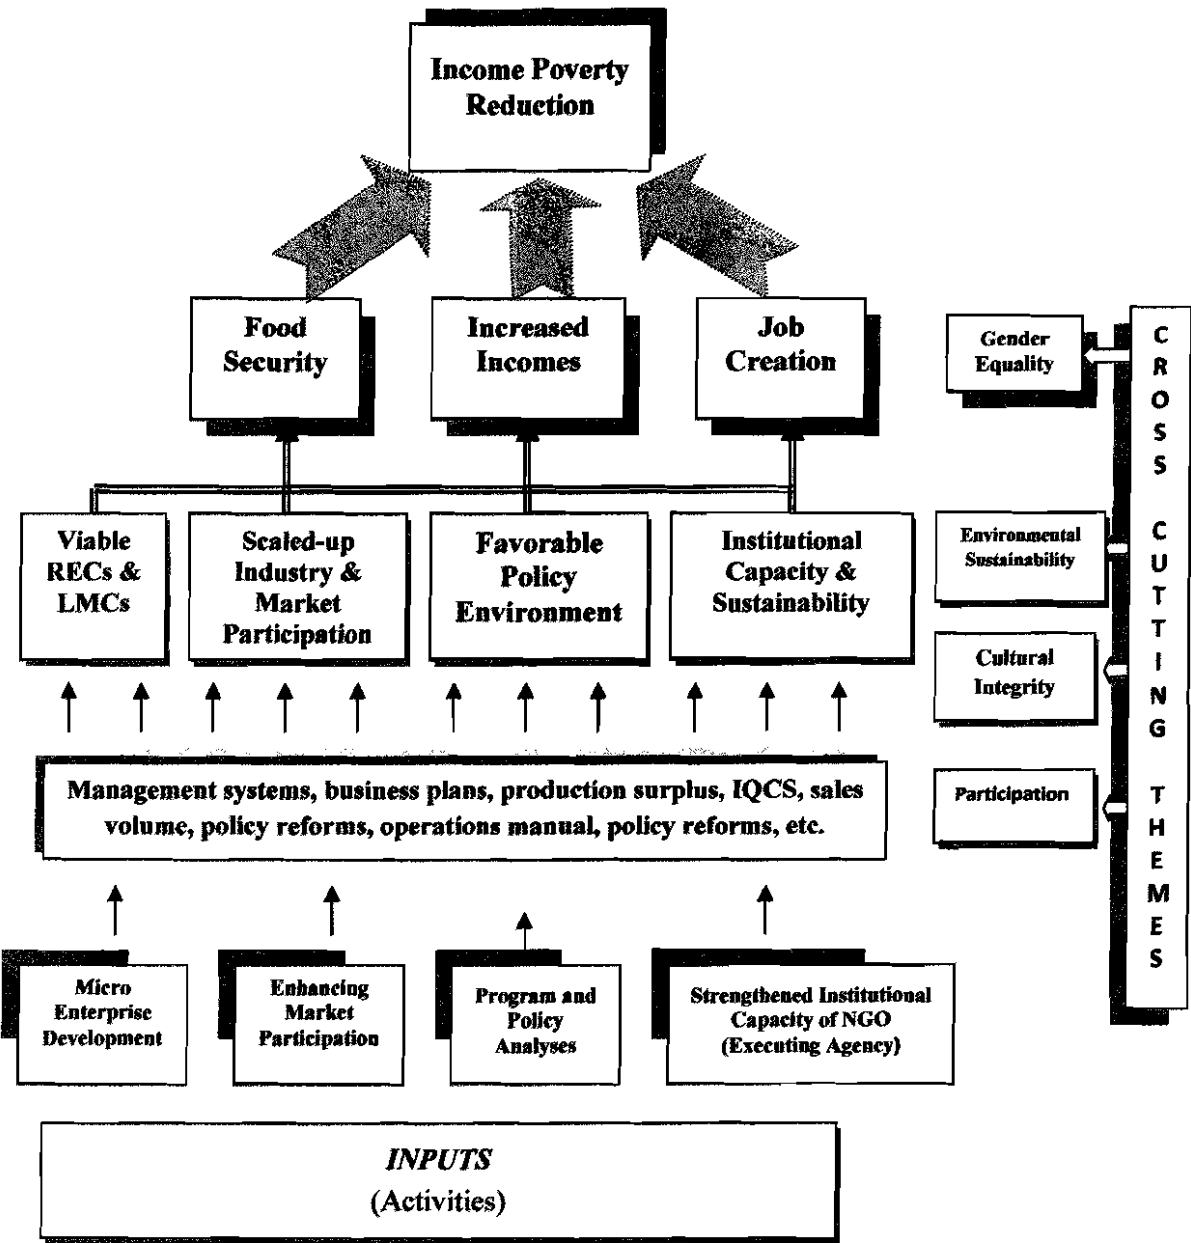 Income Poverty
Reduction
Food
Security
Increased
Incomes
Job
Creation
Gender
Equality
Viable
RECs &
LMCs
Scaled-up
Industry &
Market
Participation
Favorable
Policy
Environment
Institutional
Capacity &
Sustainability
Environmental
Sustainability
Cultural
Integrity
Participation
CROSS CUTTING THEMES
Management systems, business plans, production surplus, IQCS, sales
volume, policy reforms, operations manual, policy reforms, etc.
Micro
Enterprise
Development
Enhancing
Market
Participation
Program and
Policy
Analyses
Strengthened Institutional
Capacity of NGO
(Executing Agency)
INPUTS
(Activities)